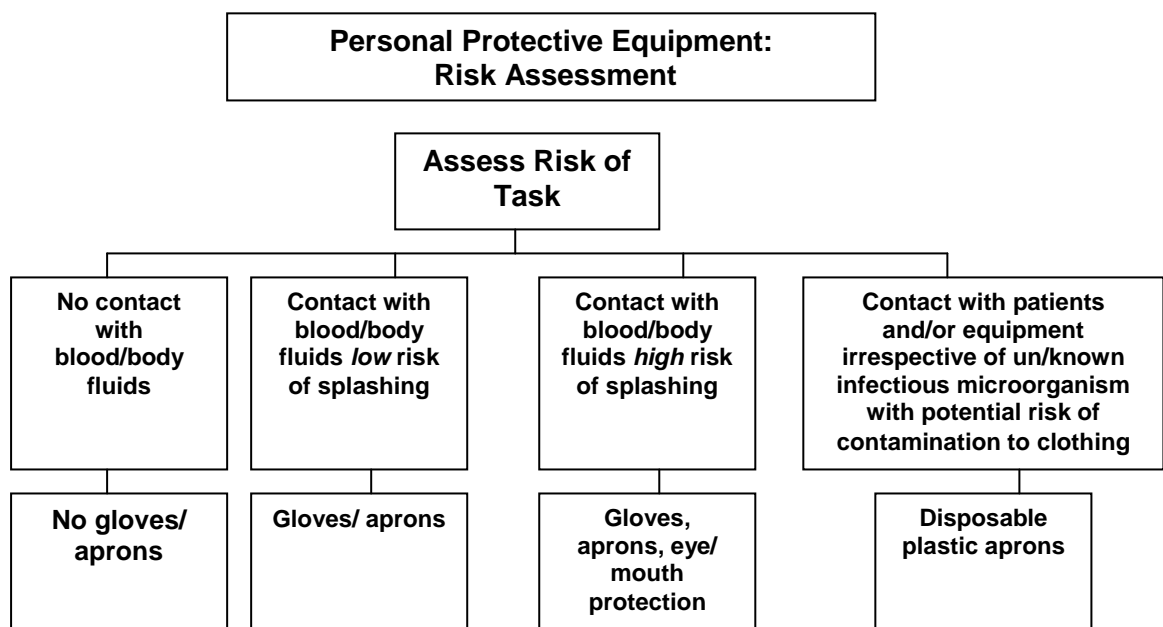 Personal Protective Equipment:
Risk Assessment
Assess Risk of
Task
No contact
with
blood/body
fluids
Contact with
blood/body
fluids low risk
of splashing
Contact with
blood/body
fluids high risk
of splashing
Contact with patients
and/or equipment
irrespective of un/known
infectious microorganism
with potential risk of
contamination to clothing
No gloves/
aprons
Gloves/ aprons
Gloves,
aprons, eye/
mouth
protection
Disposable
plastic aprons